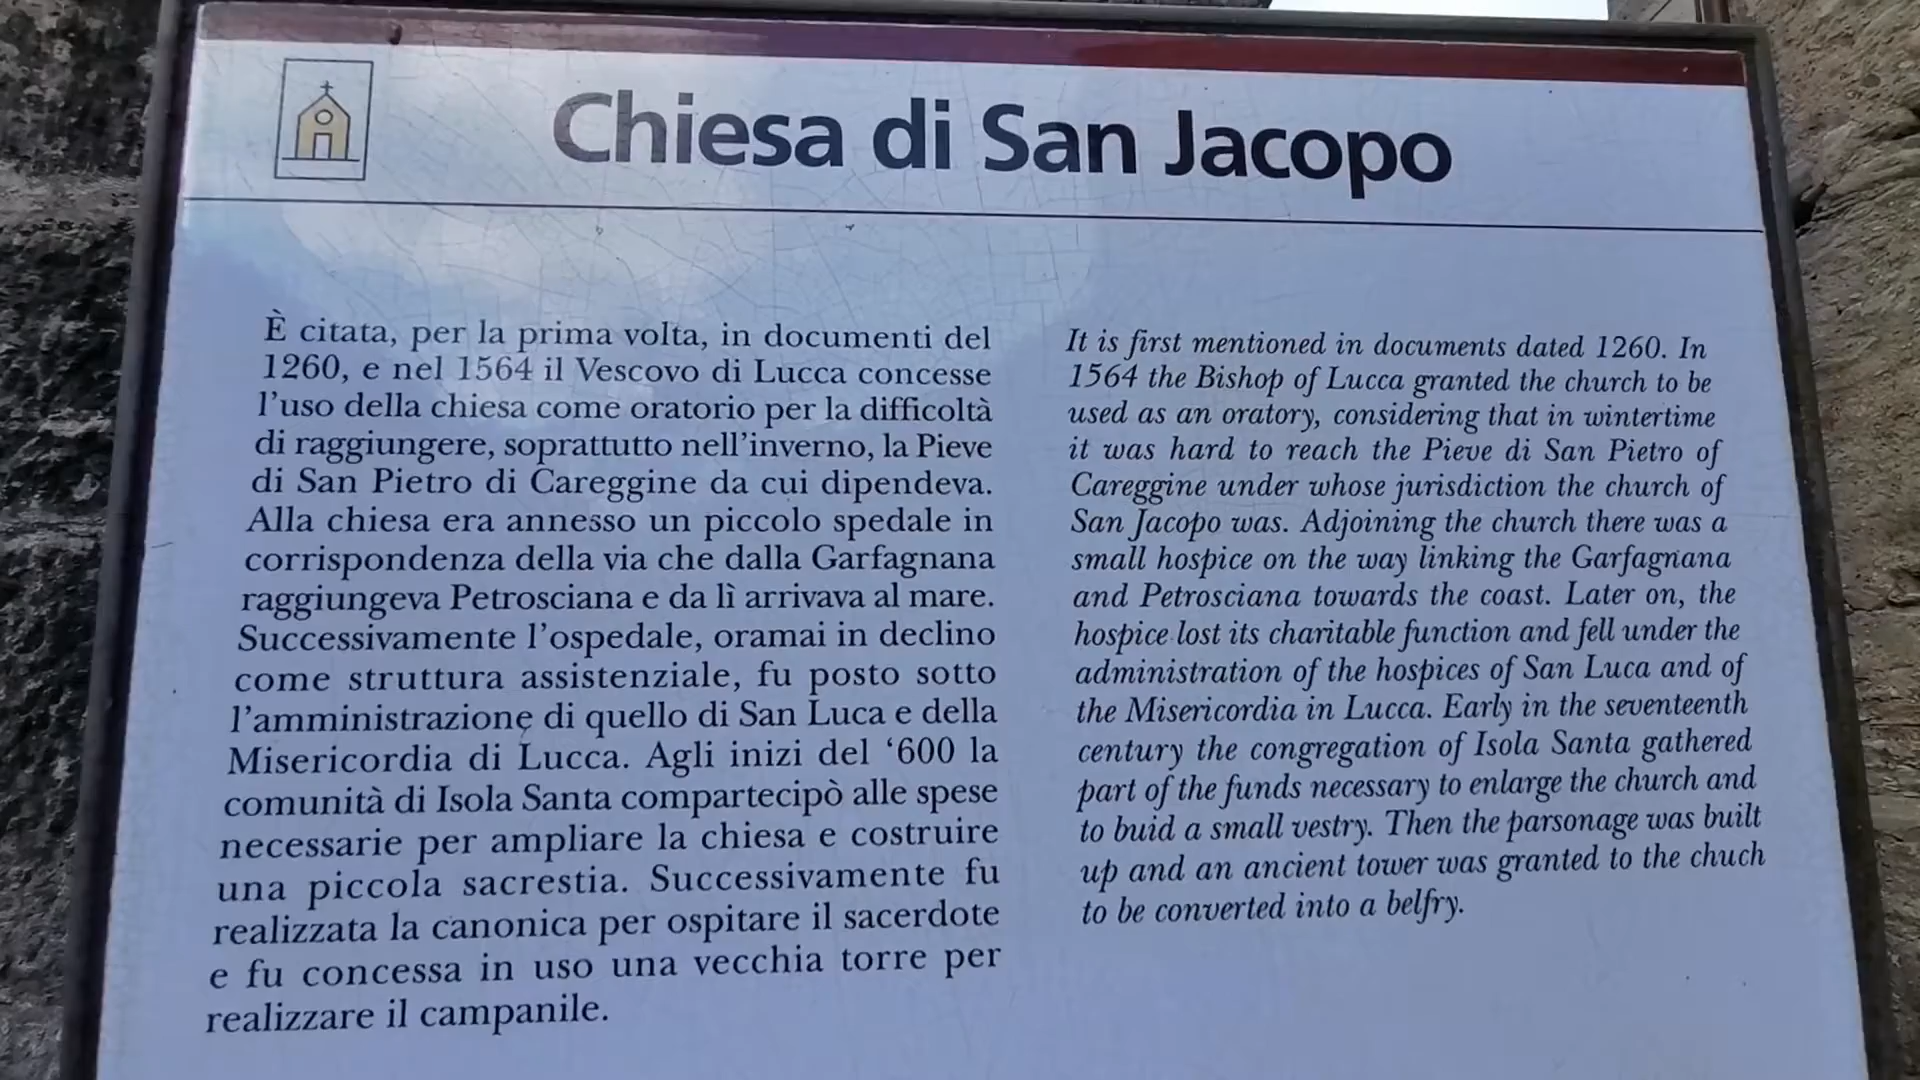 Chiesa di San Jacopo
È citata, per la prima volta, in documenti del
1260, e nel 1564 il Vescovo di Lucca concesse
l'uso della chiesa come oratorio per la difficoltà
di raggiungere, soprattutto nell'inverno, la Pieve
di San Pietro di Careggine da cui dipendeva.
Alla chiesa era annesso un piccolo spedale in
corrispondenza della via che dalla Garfagnana
raggiungeva Petrosciana e da lì arrivava al mare.
Successivamente l'ospedale, oramai in declino
come struttura assistenziale, fu posto sotto
l'amministrazione di quello di San Luca e della
Misericordia di Lucca. Agli inizi del ‘600 la
comunità di Isola Santa compartecipò alle spese
necessarie per ampliare la chiesa e costruire
una piccola sacrestia. Successivamente fu
realizzata la canonica per ospitare il sacerdote
e fu concessa in uso una vecchia torre per
realizzare il campanile.
It is first mentioned in documents dated 1260. In
1564 the Bishop of Lucca granted the church to be
used as an oratory, considering that in wintertime
it was hard to reach the Pieve di San Pietro of
Careggine under whose jurisdiction the church of
San Jacopo was. Adjoining the church there was a
small hospice on the way linking the Garfagnana
and Petrosciana towards the coast. Later on, the
hospice lost its charitable function and fell under the
administration of the hospices of San Luca and of
the Misericordia in Lucca. Early in the seventeenth
century the congregation of Isola Santa gathered
part of the funds necessary to enlarge the church and
to buid a small vestry. Then the parsonage was built
up and an ancient tower was granted to the chuch
to be converted into a belfry.